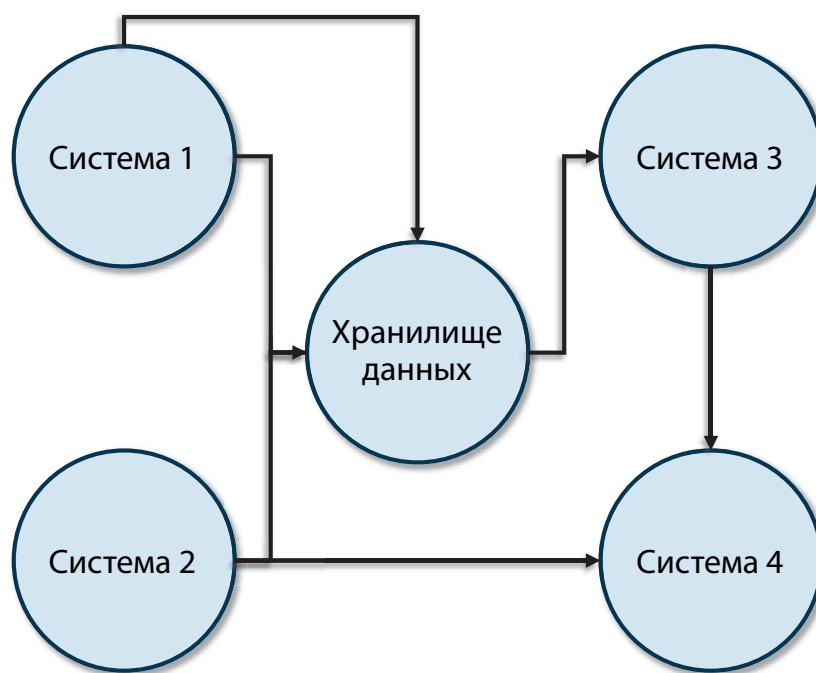 Система 1
Система 3
Хранилище
данных
Система 2
Система 4